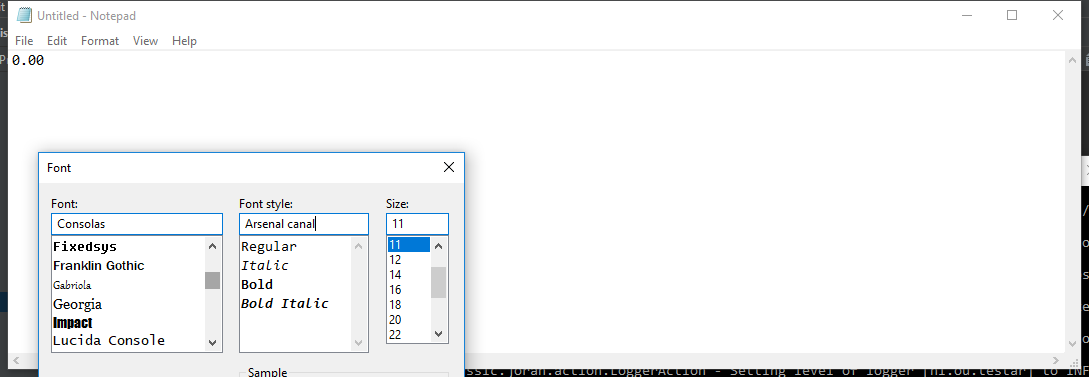 Untitled - Notepad
File Edit Format View Help
0.00
Font
Font: Font style: Size:
Consolas Arsenal canal 11
Fixedsys Regular 11
Franklin Gothic Italic 12
Gabriola Bold 14
Georgia Bold Italic 16
Impact 18
Lucida Console 20
22
Sample
ssic.joran.action.LoggerAction - Setting level of logger [nl.ou.testar] to INF